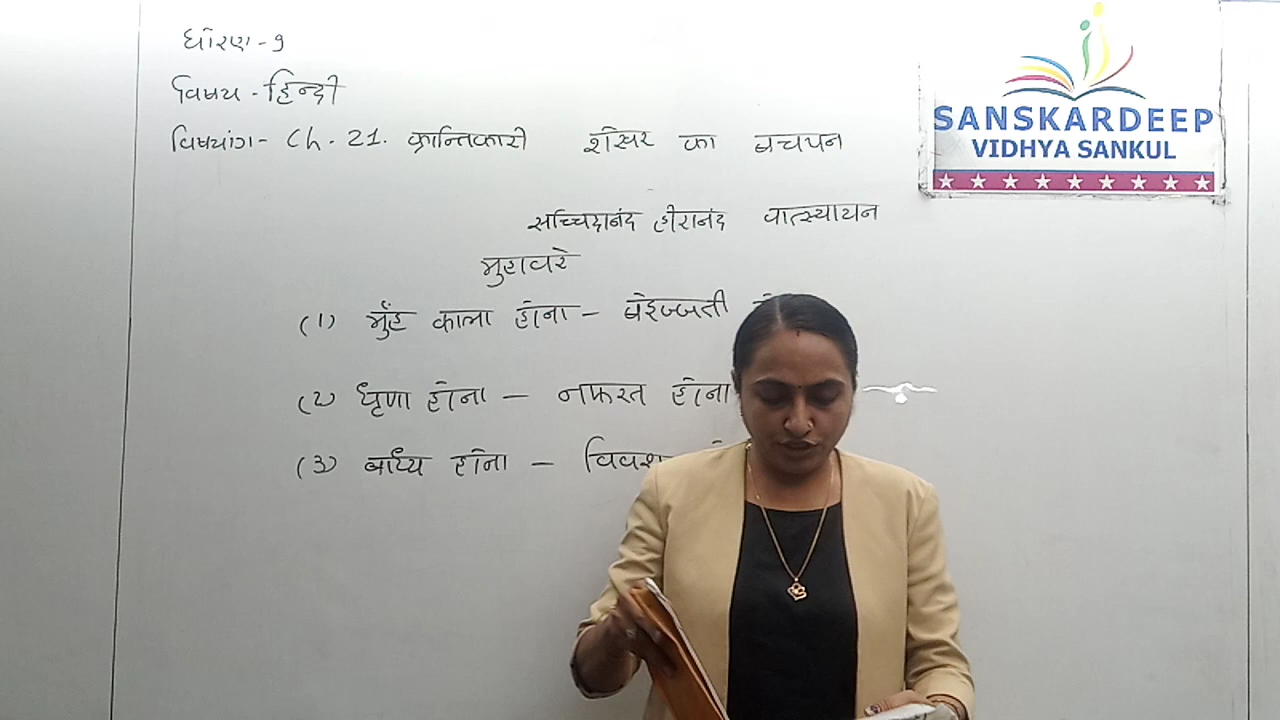 धोरण - 9
विषय - हिन्दी
विषयांग - Ch. 21. क्रान्तिकारी शेखर का बचपन
सच्चिदानंद हीरानंद वात्स्यायन
मुहावरे
(1) मुँह काला होना - बेइज्जती
(2) घृणा होना - नफरत होना
(3) बाध्य होना - विवश
SANSKARDEEP
VIDHYA SANKUL